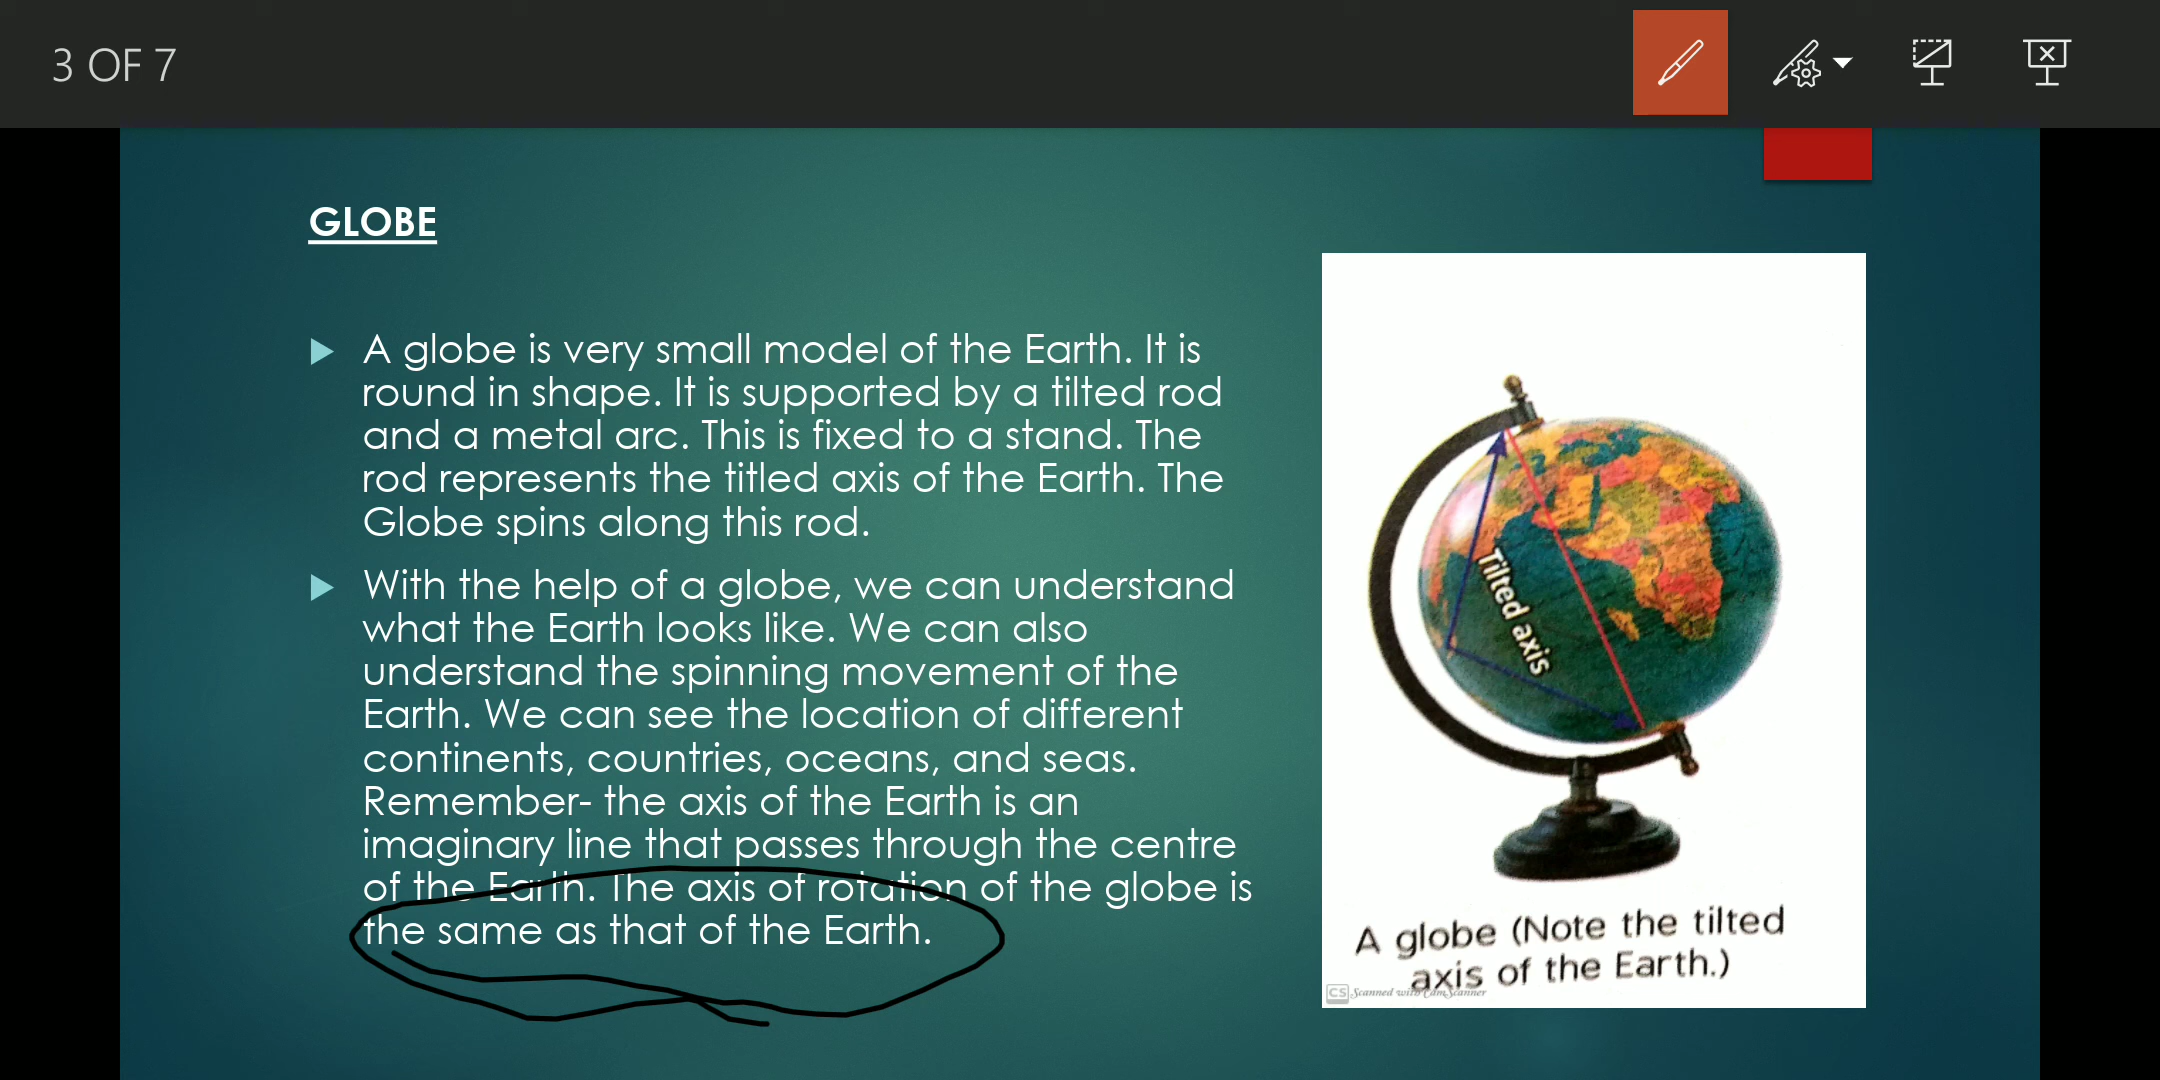 3 OF 7
GLOBE
A globe is very small model of the Earth. It is
round in shape. It is supported by a tilted rod
and a metal arc. This is fixed to a stand. The
rod represents the titled axis of the Earth. The
Globe spins along this rod.
With the help of a globe, we can understand
what the Earth looks like. We can also
understand the spinning movement of the
Earth. We can see the location of different
continents, countries, oceans, and seas.
Remember- the axis of the Earth is an
imaginary line that passes through the centre
of the Earth. The axis of rotation of the globe is
the same as that of the Earth.
Tilted axis
A globe (Note the tilted
axis of the Earth.)
CS Scanned with CamScanner